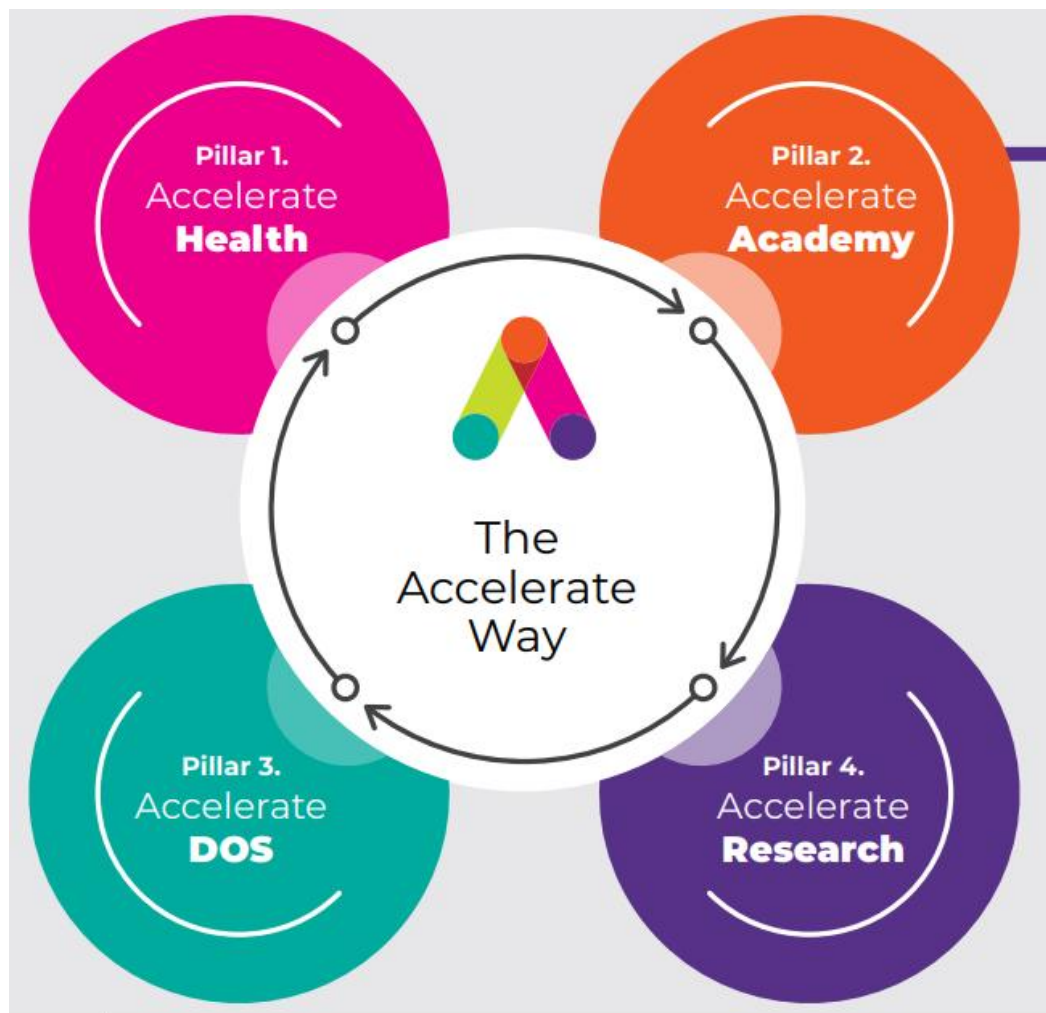 Pillar 1.
Accelerate
Health
Pillar 2.
Accelerate
Academy
The
Accelerate
Way
Pillar 3.
Accelerate
DOS
Pillar 4.
Accelerate
Research